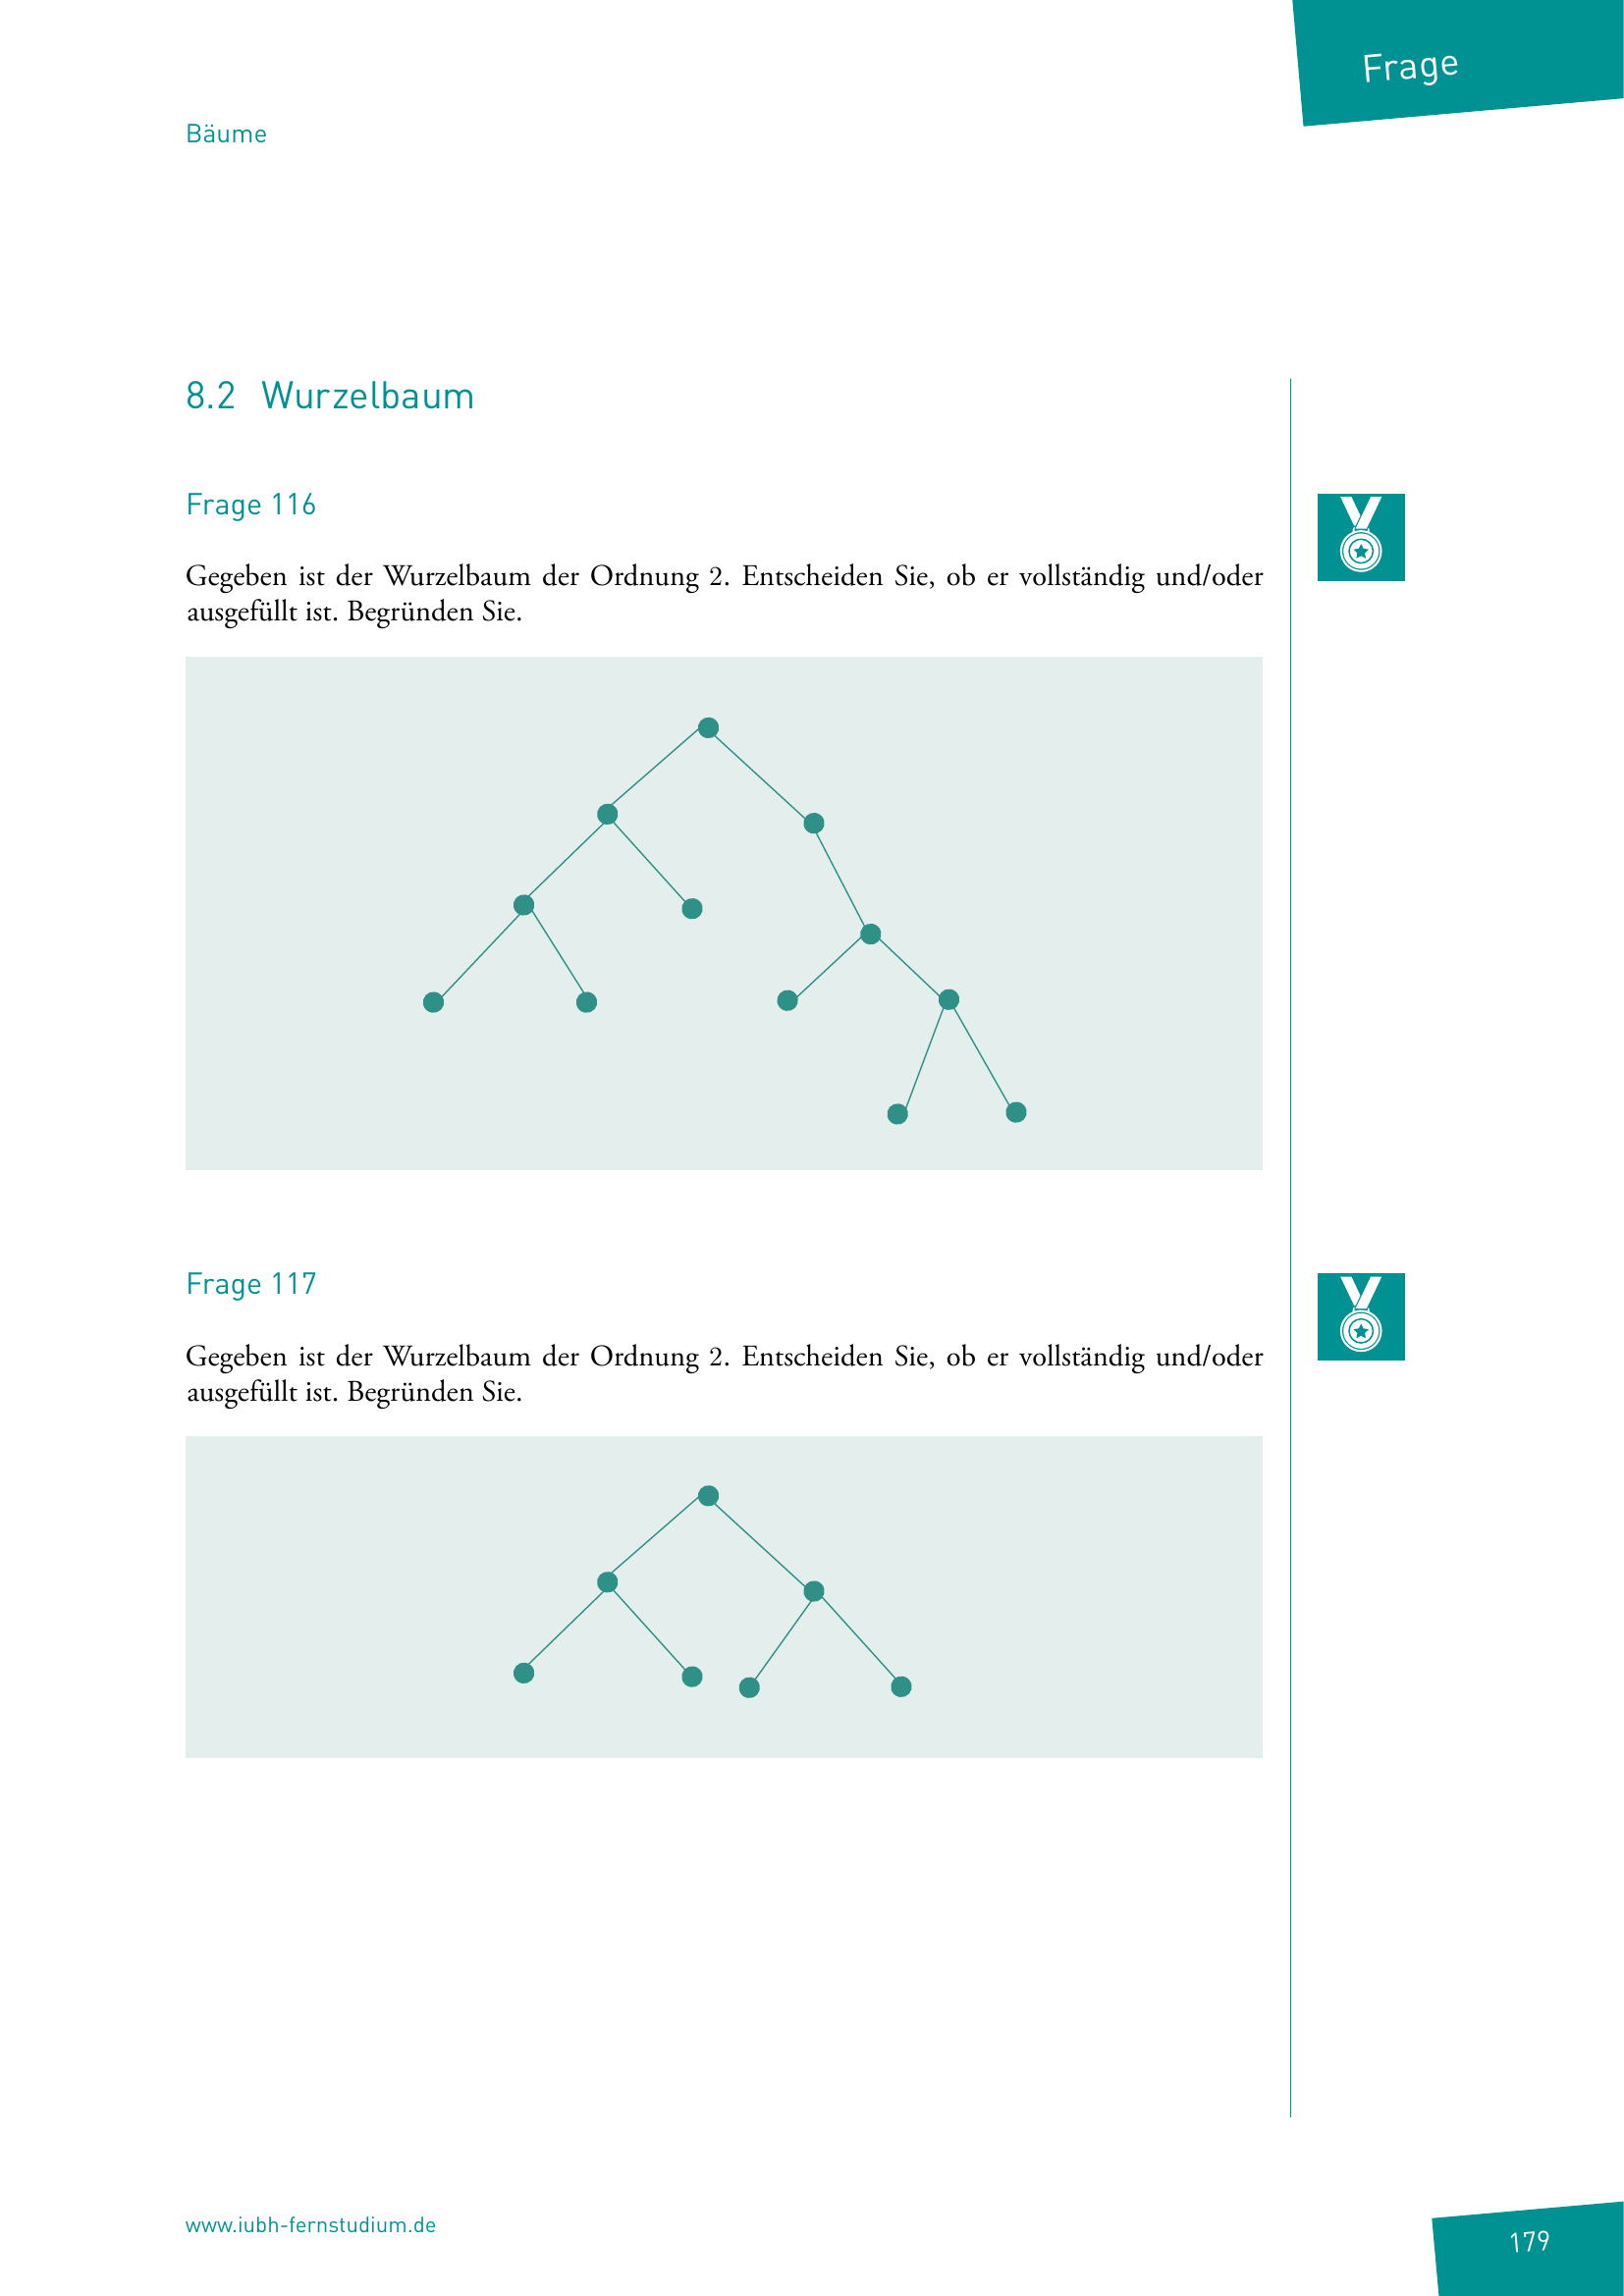 Frage
Bäume
8.2 Wurzelbaum
Frage 116
Gegeben ist der Wurzelbaum der Ordnung 2. Entscheiden Sie, ob er vollständig und/oder
ausgefüllt ist. Begründen Sie.
Frage 117
Gegeben ist der Wurzelbaum der Ordnung 2. Entscheiden Sie, ob er vollständig und/oder
ausgefüllt ist. Begründen Sie.
www.iubh-fernstudium.de
179